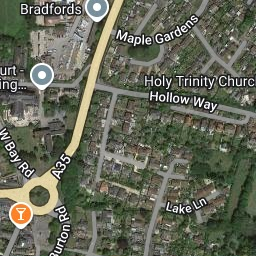 Bradfords
Maple Gardens
urt -
ing...
Holy Trinity Church
Hollow Way
W Bay Rd
A35
Burton Rd
Lake Ln